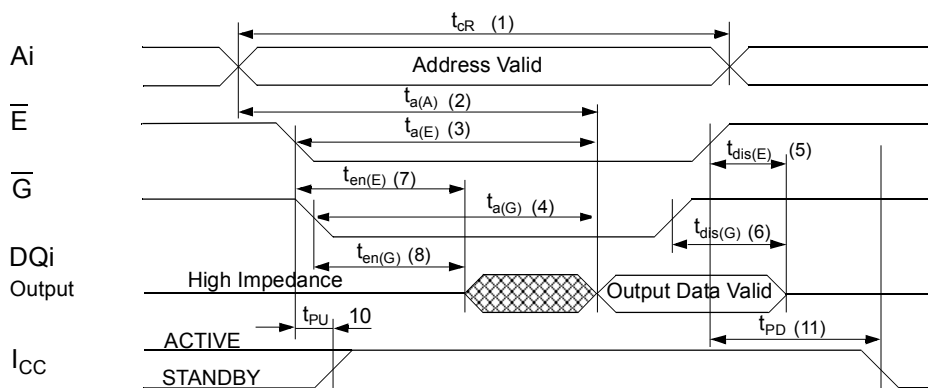 t_cR (1)
Ai
Address Valid
t_a(A) (2)
E̅
t_a(E) (3)
t_dis(E) (5)
t_en(E) (7)
G̅
t_a(G) (4)
t_dis(G) (6)
DQi
t_en(G) (8)
Output
High Impedance
Output Data Valid
t_PU 10
t_PD (11)
ACTIVE
I_CC
STANDBY